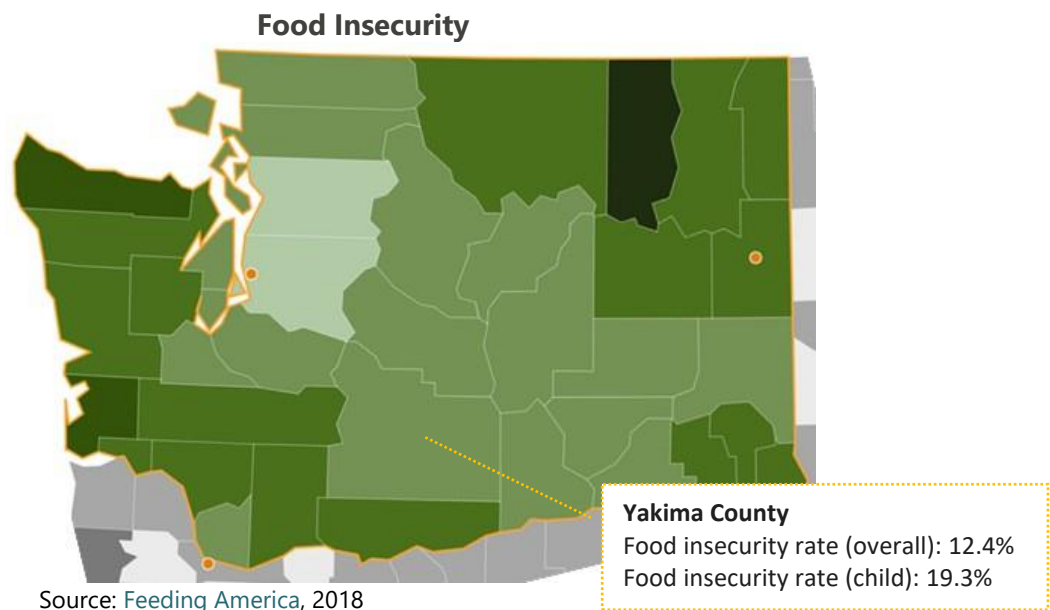 Food Insecurity
Yakima County
Food insecurity rate (overall): 12.4%
Food insecurity rate (child): 19.3%
Source: Feeding America, 2018